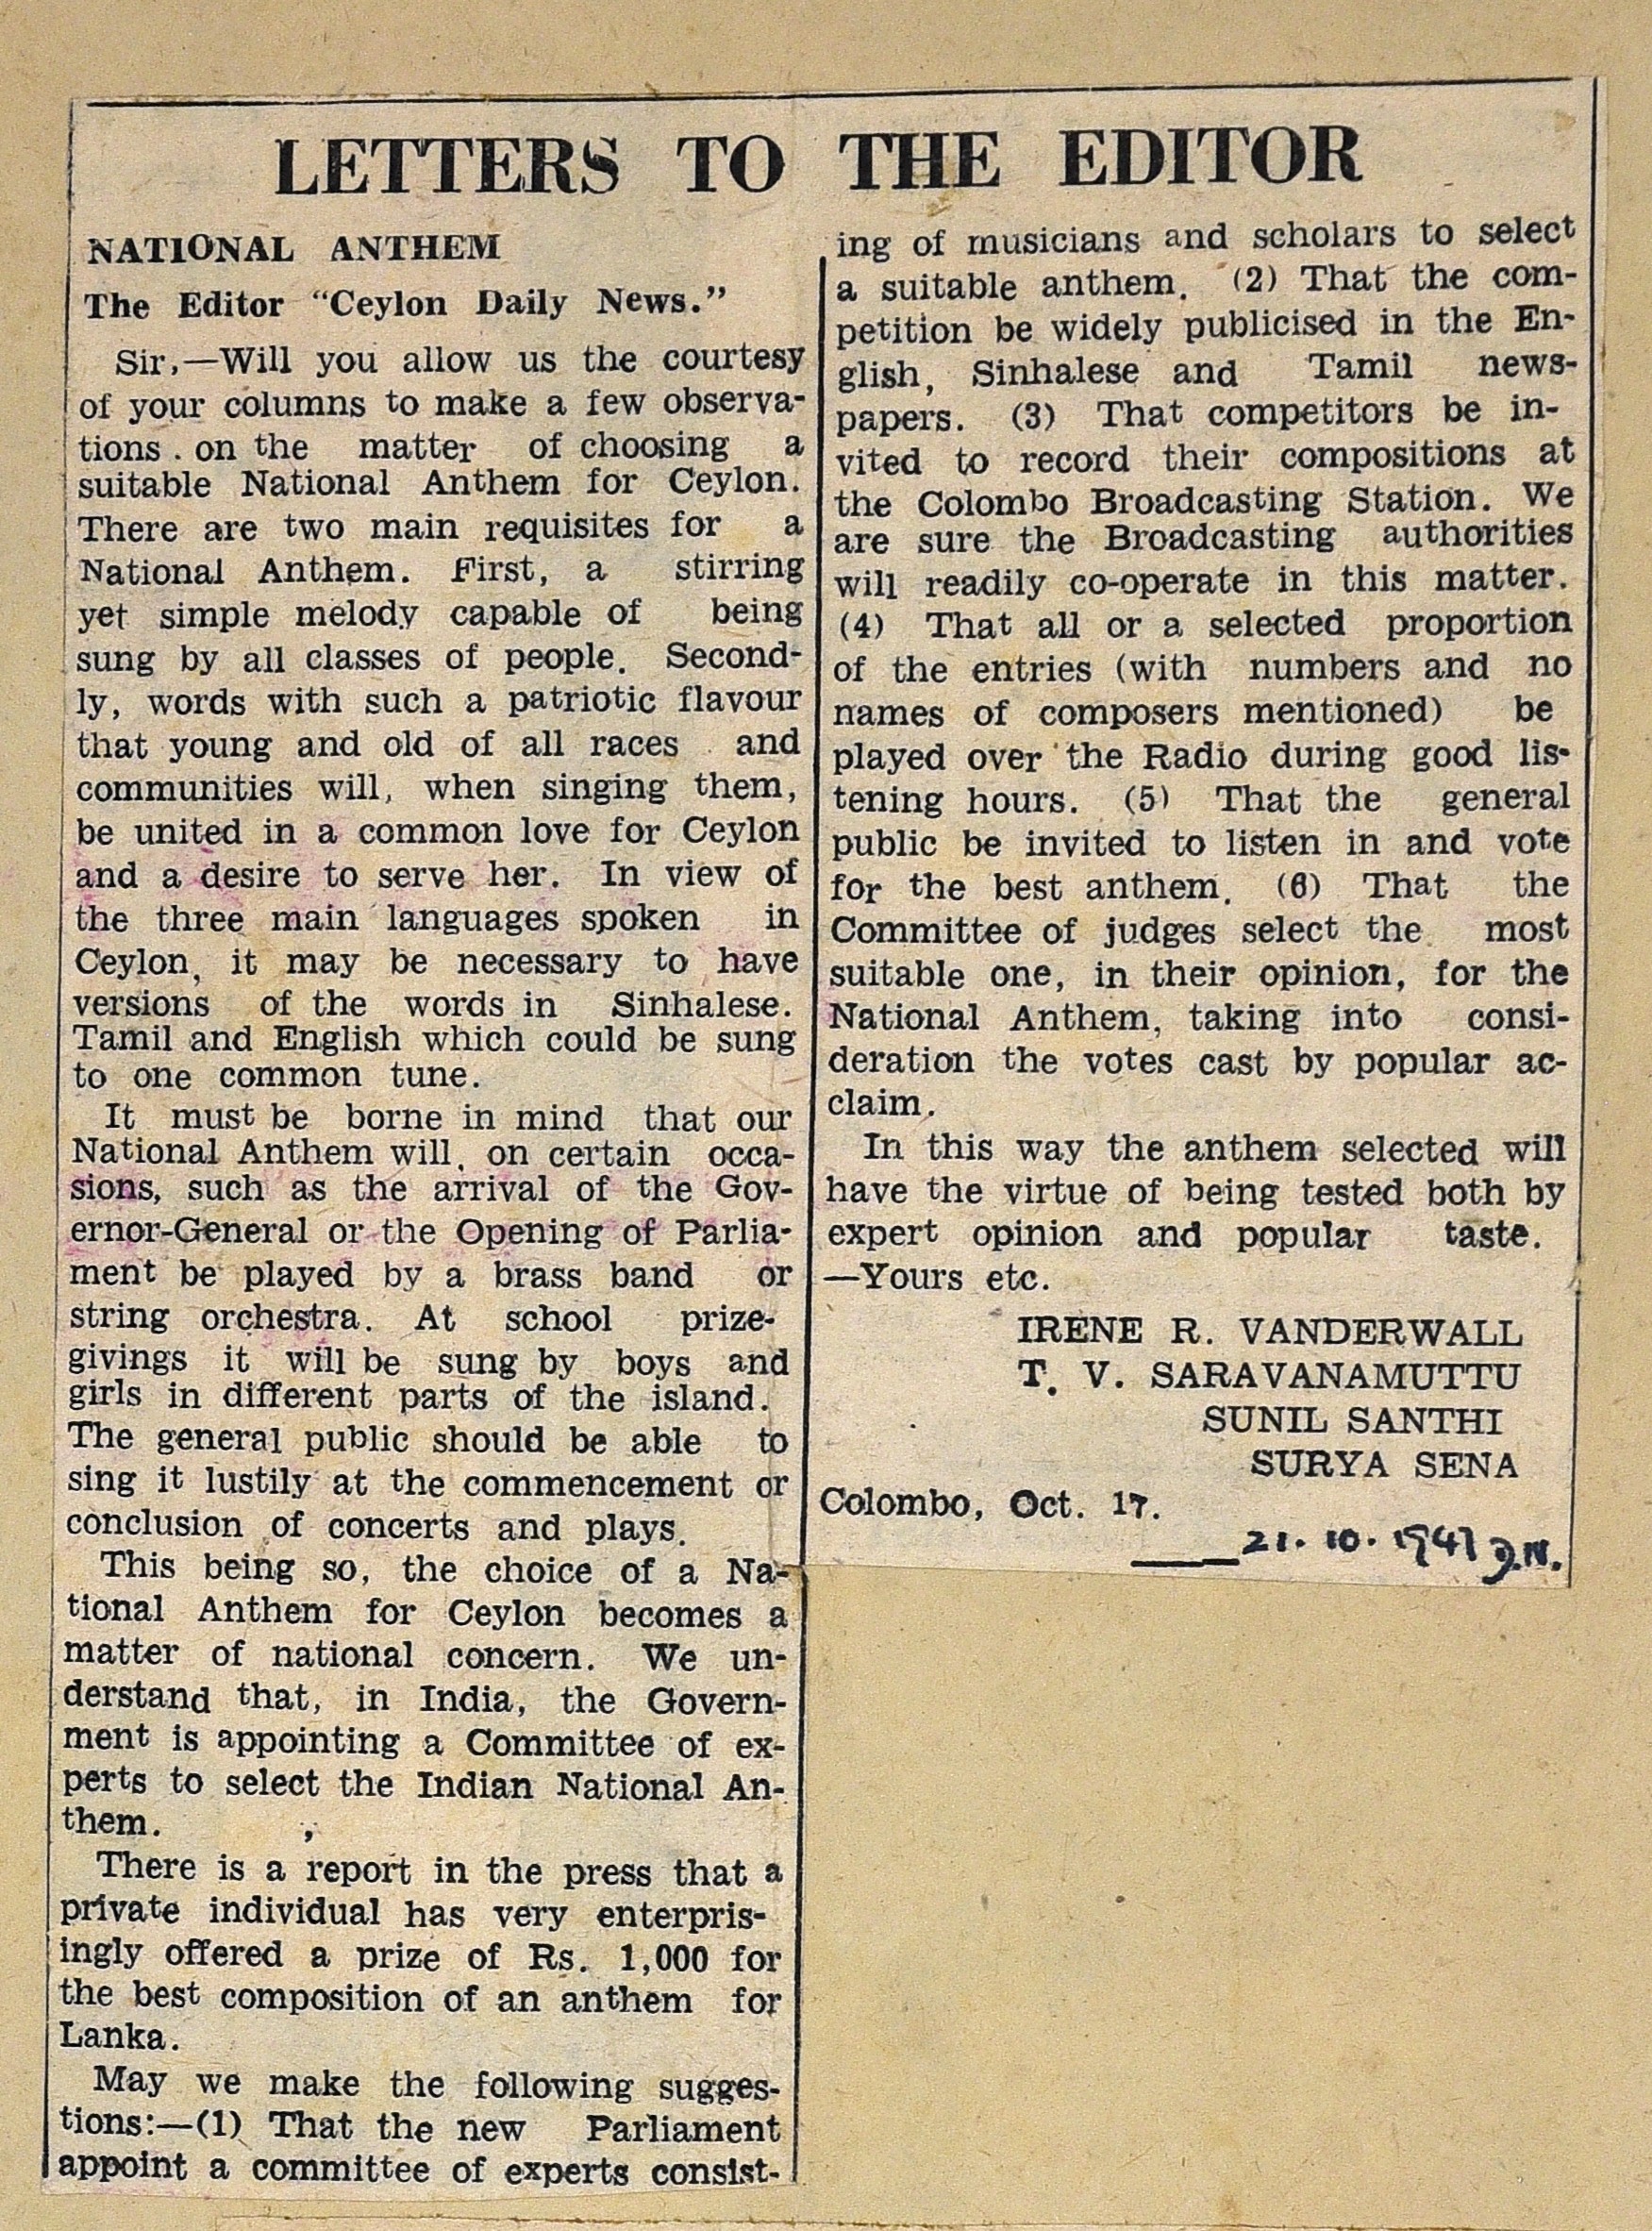 LETTERS TO THE EDITOR
NATIONAL ANTHEM
The Editor “Ceylon Daily News.”
Sir,—Will you allow us the courtesy
of your columns to make a few observa-
tions on the matter of choosing a
suitable National Anthem for Ceylon.
There are two main requisites for a
National Anthem. First, a stirring
yet simple melody capable of being
sung by all classes of people. Second-
ly, words with such a patriotic flavour
that young and old of all races and
communities will, when singing them,
be united in a common love for Ceylon
and a desire to serve her. In view of
the three main languages spoken in
Ceylon, it may be necessary to have
versions of the words in Sinhalese.
Tamil and English which could be sung
to one common tune.
It must be borne in mind that our
National Anthem will, on certain occa-
sions, such as the arrival of the Gov-
ernor-General or the Opening of Parlia-
ment be played by a brass band or
string orchestra. At school prize-
givings it will be sung by boys and
girls in different parts of the island.
The general public should be able to
sing it lustily at the commencement or
conclusion of concerts and plays.
This being so, the choice of a Na-
tional Anthem for Ceylon becomes a
matter of national concern. We un-
derstand that, in India, the Govern-
ment is appointing a Committee of ex-
perts to select the Indian National An-
them.
There is a report in the press that a
private individual has very enterpris-
ingly offered a prize of Rs. 1,000 for
the best composition of an anthem for
Lanka.
May we make the following sugges-
tions:—(1) That the new Parliament
appoint a committee of experts consist-
ing of musicians and scholars to select
a suitable anthem. (2) That the com-
petition be widely publicised in the En-
glish, Sinhalese and Tamil news-
papers. (3) That competitors be in-
vited to record their compositions at
the Colombo Broadcasting Station. We
are sure the Broadcasting authorities
will readily co-operate in this matter.
(4) That all or a selected proportion
of the entries (with numbers and no
names of composers mentioned) be
played over the Radio during good lis-
tening hours. (5) That the general
public be invited to listen in and vote
for the best anthem. (6) That the
Committee of judges select the most
suitable one, in their opinion, for the
National Anthem, taking into consi-
deration the votes cast by popular ac-
claim.
In this way the anthem selected will
have the virtue of being tested both by
expert opinion and popular taste.
—Yours etc.
IRENE R. VANDERWALL
T. V. SARAVANAMUTTU
SUNIL SANTHI
SURYA SENA
Colombo, Oct. 17.
21. 10. 1947 D.N.